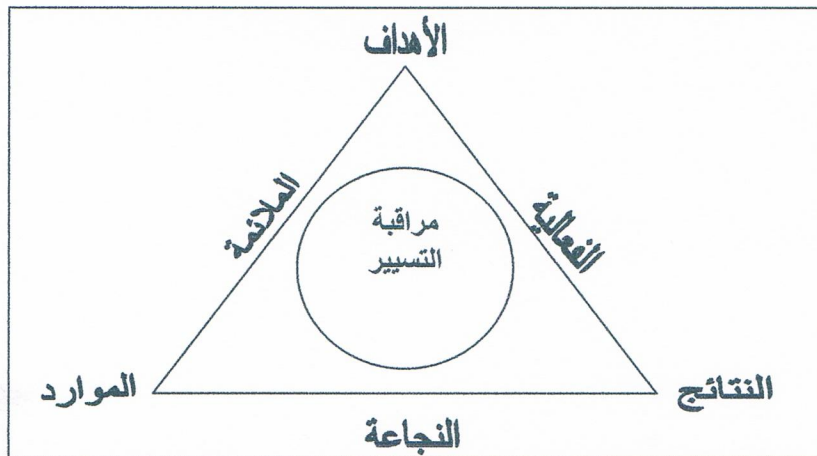 الأهداف
الملائمة
الفعالية
مراقبة
التسيير
الموارد
النتائج
النجاعة